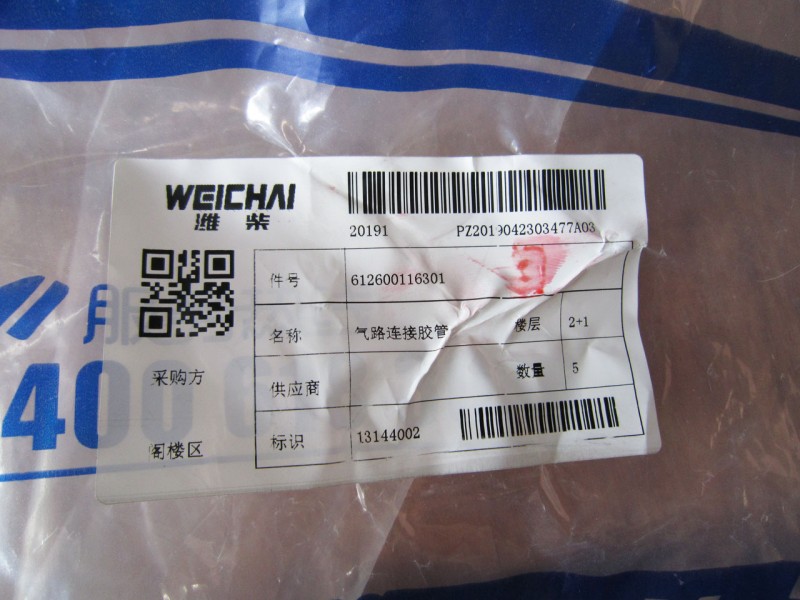 WEICHAI
潍 柴
20191 PZ2019042303477A03
件号 612600116301
名称 气路连接胶管 楼层 2+1
采购方
供应商 数量 5
阁楼区
标识 13144002
服
400